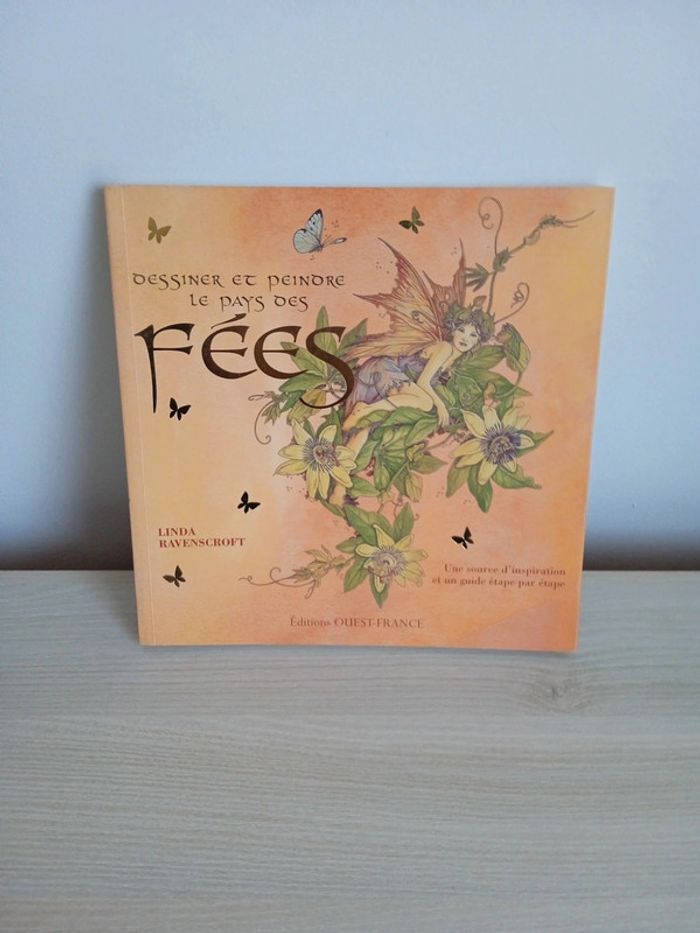 DESSINER ET PEINDRE
LE PAYS DES
FÉES
LINDA
RAVENSCROFT
Une source d'inspiration
et un guide étape par étape
Éditions OUEST-FRANCE